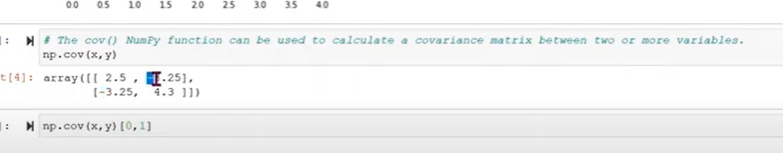 0.0 0.5 1.0 1.5 2.0 2.5 3.0 3.5 4.0
]: # The cov() NumPy function can be used to calculate a covariance matrix between two or more variables.
np.cov(x,y)
t[4]: array([[ 2.5 , .25],
[-3.25, 4.3 ]])
]: np.cov(x,y)[0,1]